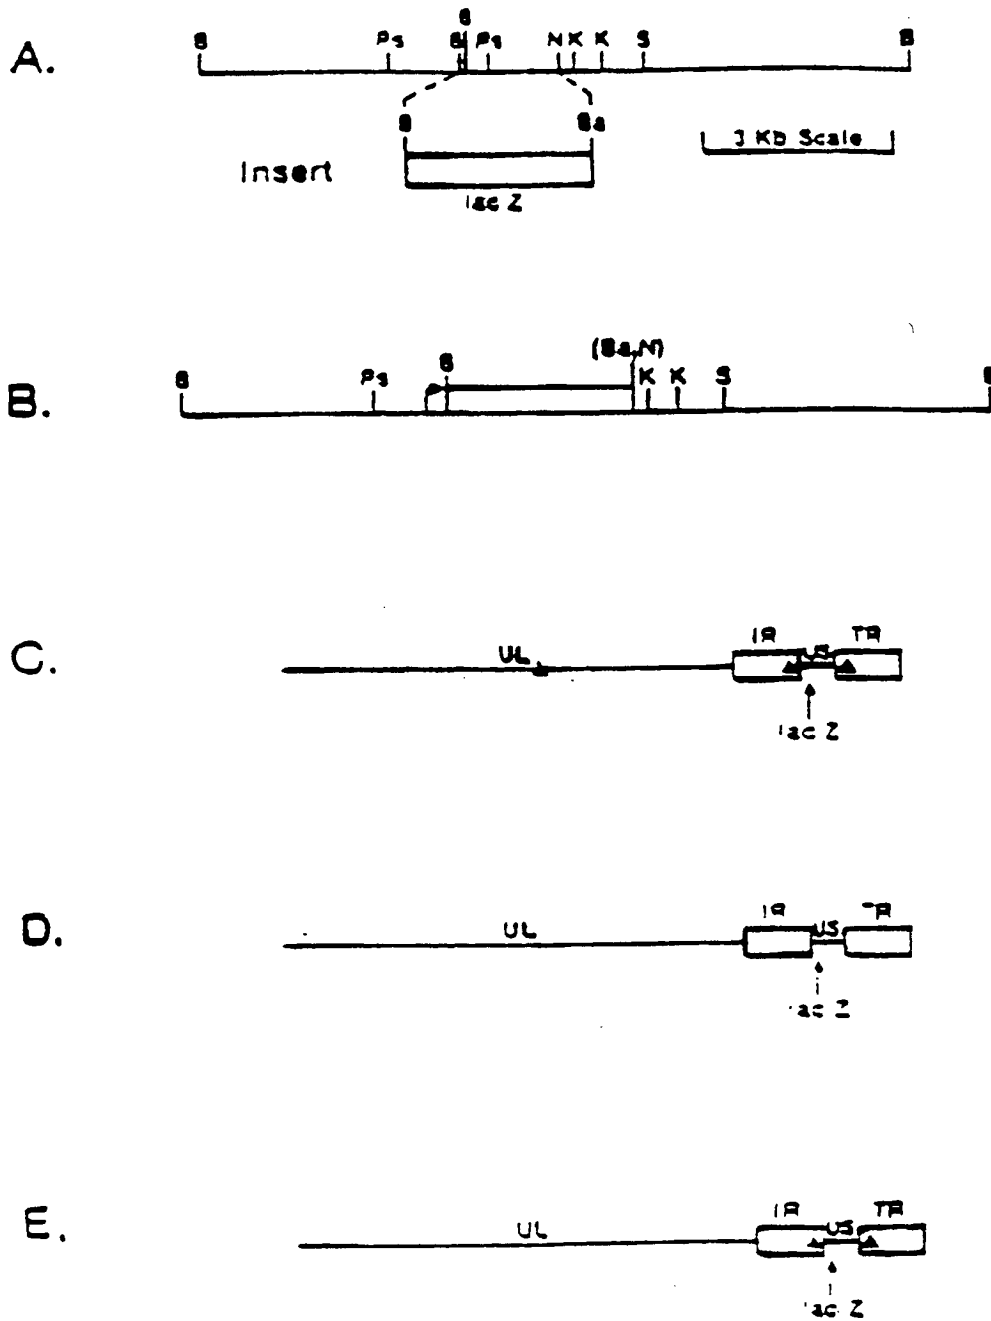 A.
B Ps B B Ps N K K S B
B Ba
3 Kb Scale
Insert
lac Z
B.
B Ps B (Ba,N) K K S B
C.
UL IR US TR
lac Z
D.
UL IR US TR
lac Z
E.
UL IR US TR
lac Z